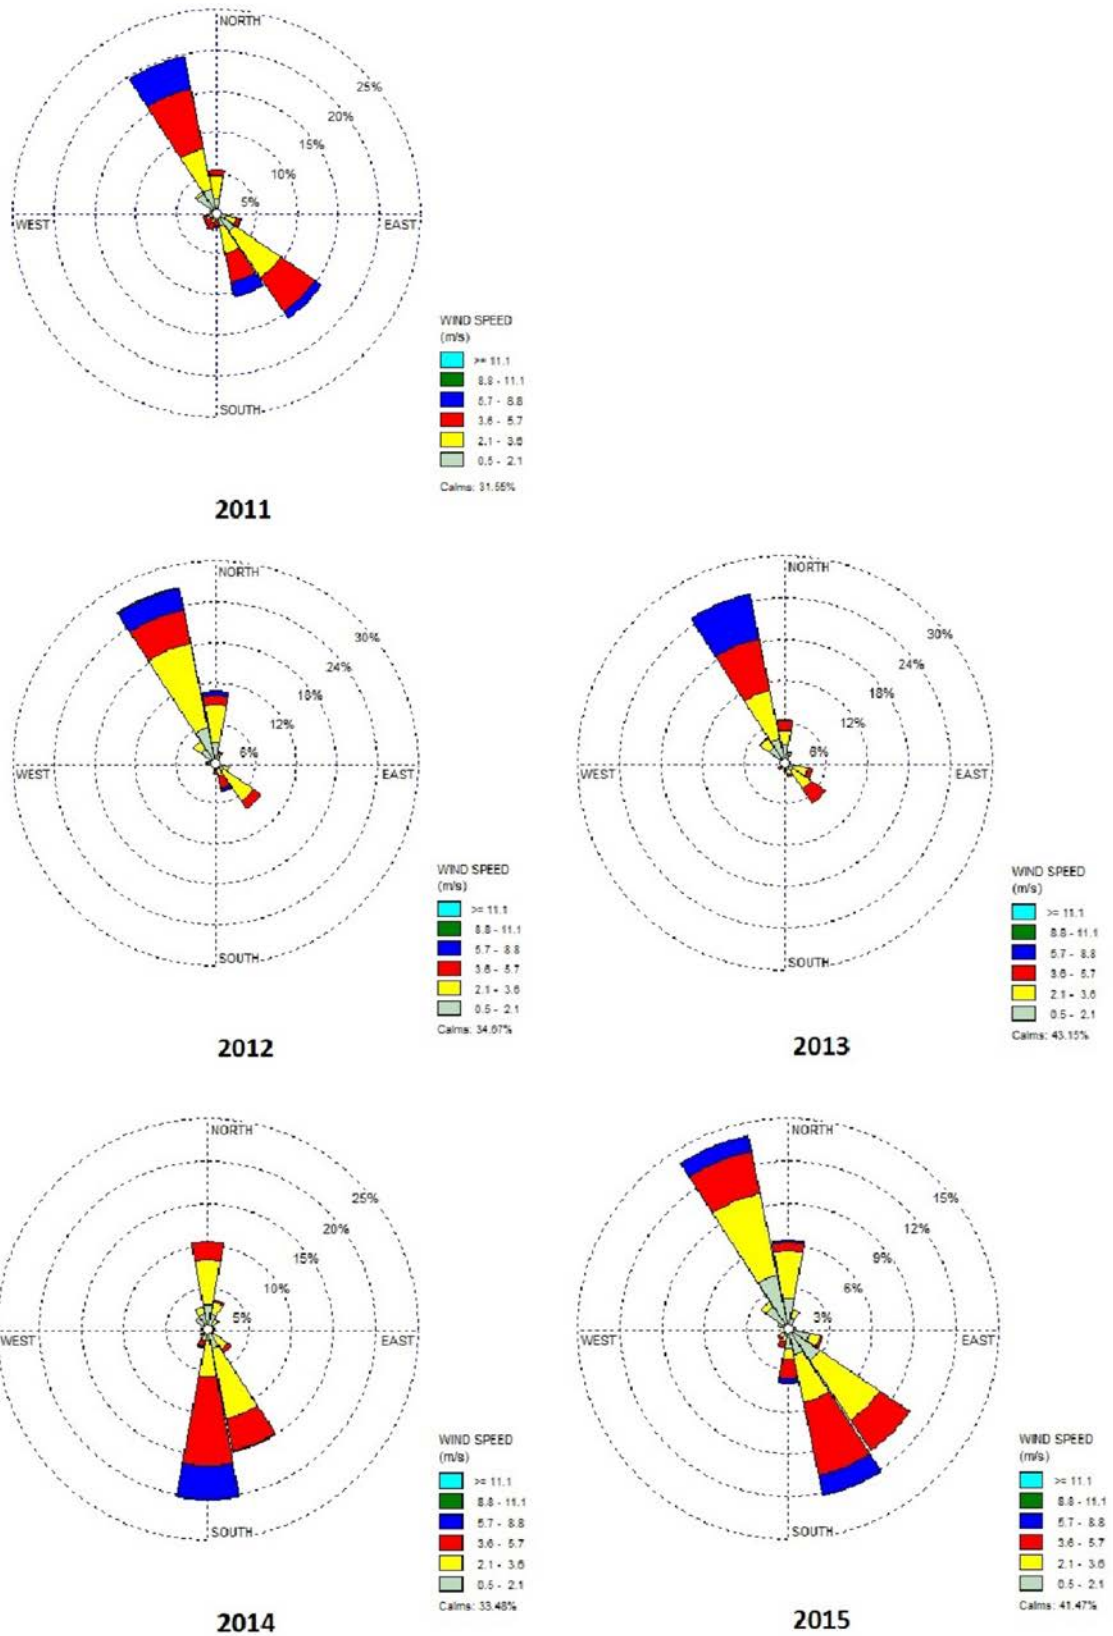 NORTH
25%
20%
15%
10%
5%
WEST
EAST
SOUTH
WIND SPEED
(m/s)
>= 11.1
8.8 - 11.1
5.7 - 8.8
3.6 - 5.7
2.1 - 3.6
0.5 - 2.1
Calms: 31.55%
2011
NORTH
30%
24%
18%
12%
6%
WEST
EAST
SOUTH
WIND SPEED
(m/s)
>= 11.1
8.8 - 11.1
5.7 - 8.8
3.6 - 5.7
2.1 - 3.6
0.5 - 2.1
Calms: 34.67%
2012
NORTH
30%
24%
18%
12%
6%
WEST
EAST
SOUTH
WIND SPEED
(m/s)
>= 11.1
8.8 - 11.1
5.7 - 8.8
3.6 - 5.7
2.1 - 3.6
0.5 - 2.1
Calms: 43.15%
2013
NORTH
25%
20%
15%
10%
5%
WEST
EAST
SOUTH
WIND SPEED
(m/s)
>= 11.1
8.8 - 11.1
5.7 - 8.8
3.6 - 5.7
2.1 - 3.6
0.5 - 2.1
Calms: 33.48%
2014
NORTH
15%
12%
9%
6%
3%
WEST
EAST
SOUTH
WIND SPEED
(m/s)
>= 11.1
8.8 - 11.1
5.7 - 8.8
3.6 - 5.7
2.1 - 3.6
0.5 - 2.1
Calms: 41.47%
2015